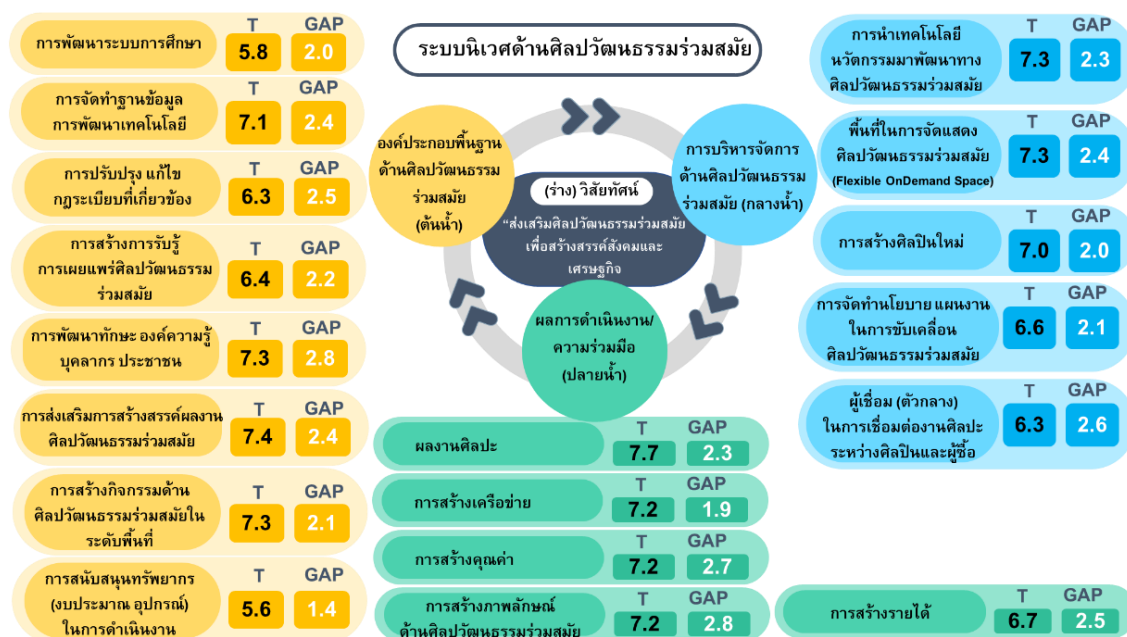 ระบบนิเวศด้านศิลปวัฒนธรรมร่วมสมัย
องค์ประกอบพื้นฐาน
ด้านศิลปวัฒนธรรม
ร่วมสมัย
(ต้นน้ำ)
การบริหารจัดการ
ด้านศิลปวัฒนธรรม
ร่วมสมัย (กลางน้ำ)
(ร่าง) วิสัยทัศน์
“ส่งเสริมศิลปวัฒนธรรมร่วมสมัย
เพื่อสร้างสรรค์สังคมและ
เศรษฐกิจ
ผลการดำเนินงาน/
ความร่วมมือ
(ปลายน้ำ)
T GAP
การพัฒนาระบบการศึกษา
5.8 2.0
T GAP
การจัดทำฐานข้อมูล
การพัฒนาเทคโนโลยี
7.1 2.4
T GAP
การปรับปรุง แก้ไข
กฎระเบียบที่เกี่ยวข้อง
6.3 2.5
T GAP
การสร้างการรับรู้
การเผยแพร่ศิลปวัฒนธรรม
ร่วมสมัย
6.4 2.2
T GAP
การพัฒนาทักษะ องค์ความรู้
บุคลากร ประชาชน
7.3 2.8
T GAP
การส่งเสริมการสร้างสรรค์ผลงาน
ศิลปวัฒนธรรมร่วมสมัย
7.4 2.4
T GAP
การสร้างกิจกรรมด้าน
ศิลปวัฒนธรรมร่วมสมัยใน
ระดับพื้นที่
7.3 2.1
T GAP
การสนับสนุนทรัพยากร
(งบประมาณ อุปกรณ์)
ในการดำเนินงาน
5.6 1.4
T GAP
ผลงานศิลปะ
7.7 2.3
T GAP
การสร้างเครือข่าย
7.2 1.9
T GAP
การสร้างคุณค่า
7.2 2.7
T GAP
การสร้างภาพลักษณ์
ด้านศิลปวัฒนธรรมร่วมสมัย
7.2 2.8
T GAP
การนำเทคโนโลยี
นวัตกรรมมาพัฒนาทาง
ศิลปวัฒนธรรมร่วมสมัย
7.3 2.3
T GAP
พื้นที่ในการจัดแสดง
ศิลปวัฒนธรรมร่วมสมัย
(Flexible OnDemand Space)
7.3 2.4
T GAP
การสร้างศิลปินใหม่
7.0 2.0
T GAP
การจัดทำนโยบาย แผนงาน
ในการขับเคลื่อน
ศิลปวัฒนธรรมร่วมสมัย
6.6 2.1
T GAP
ผู้เชื่อม (ตัวกลาง)
ในการเชื่อมต่องานศิลปะ
ระหว่างศิลปินและผู้ซื้อ
6.3 2.6
T GAP
การสร้างรายได้
6.7 2.5